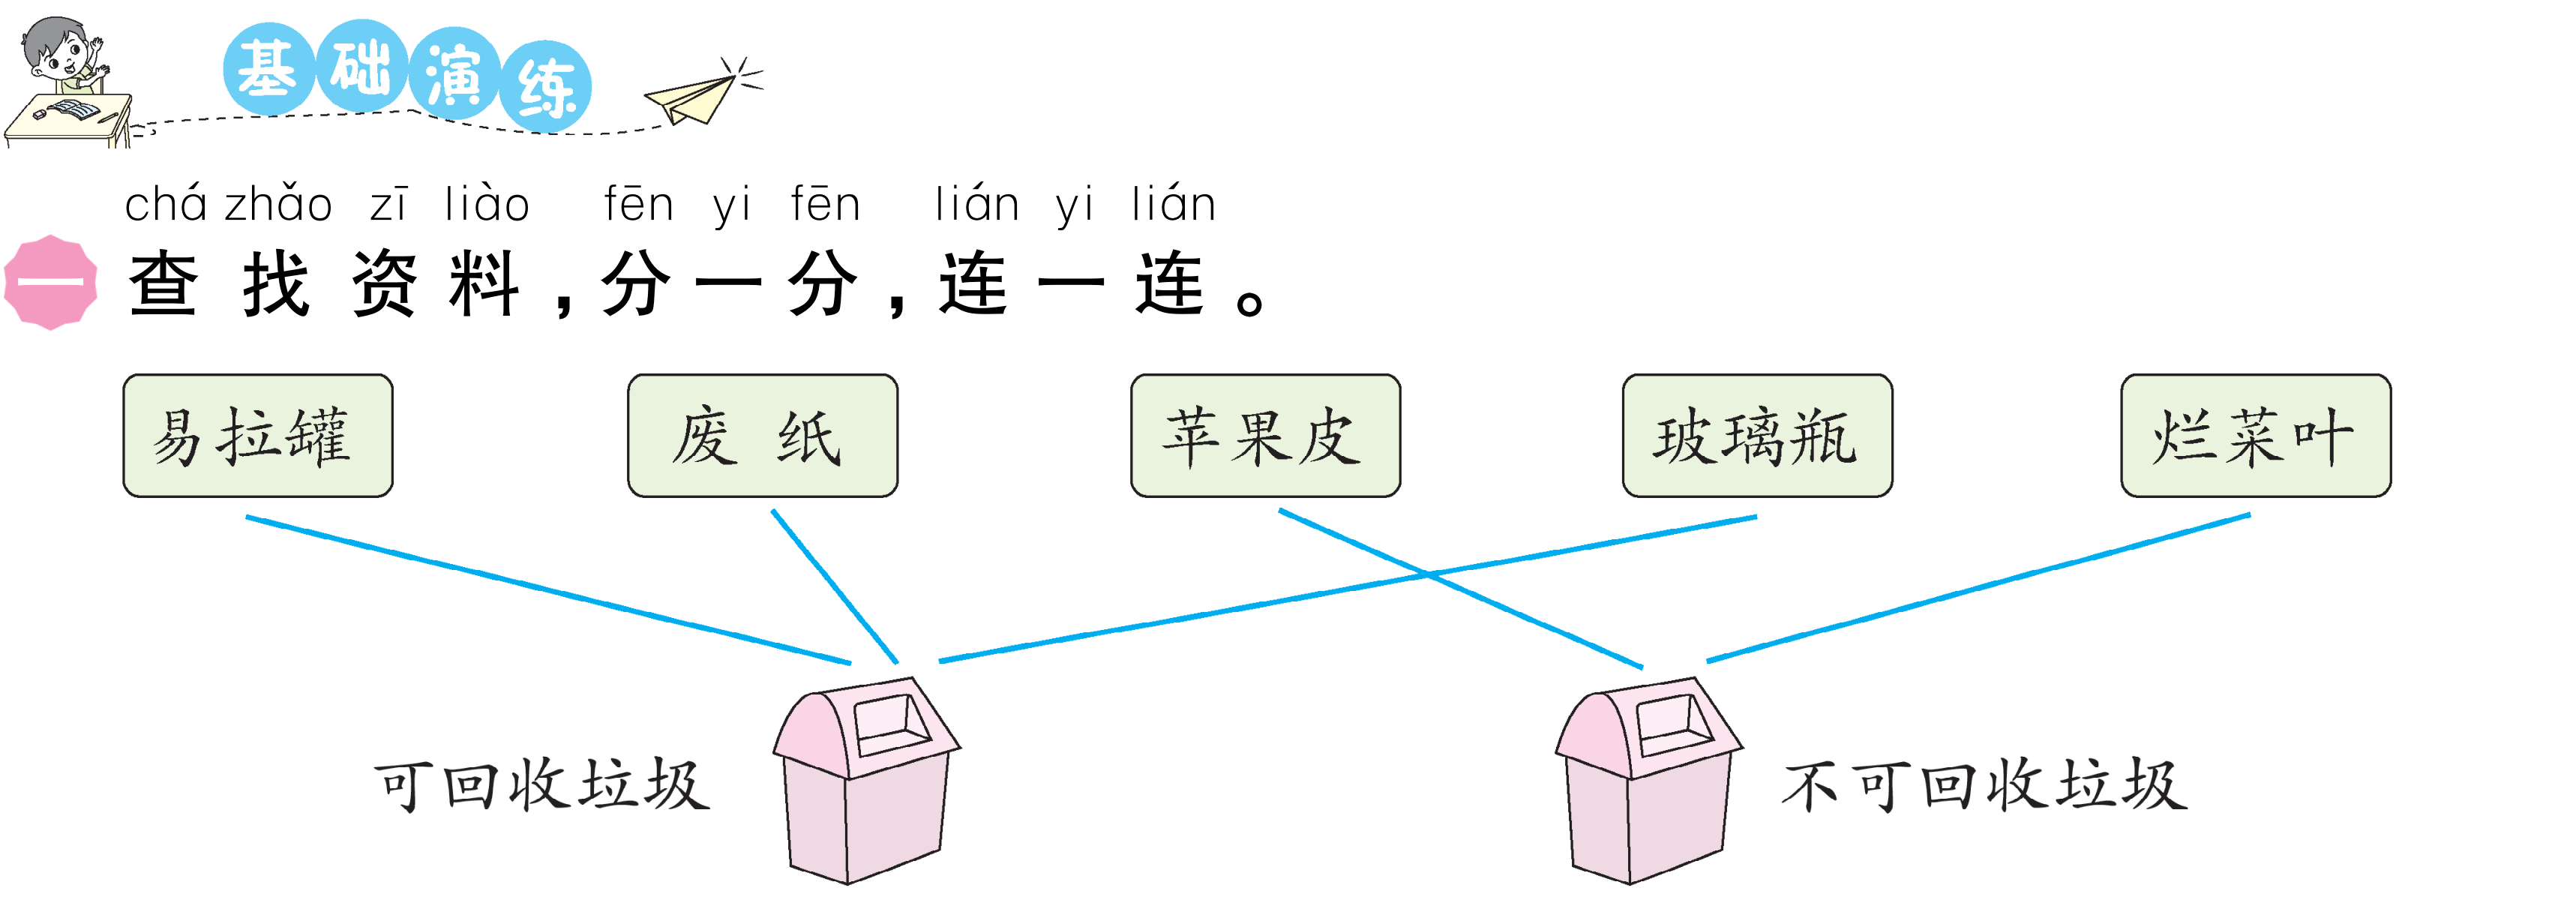 基础演练
chá zhǎo zī liào fēn yi fēn lián yi lián
一 查找资料,分一分,连一连。
易拉罐 废纸 苹果皮 玻璃瓶 烂菜叶
可回收垃圾 不可回收垃圾